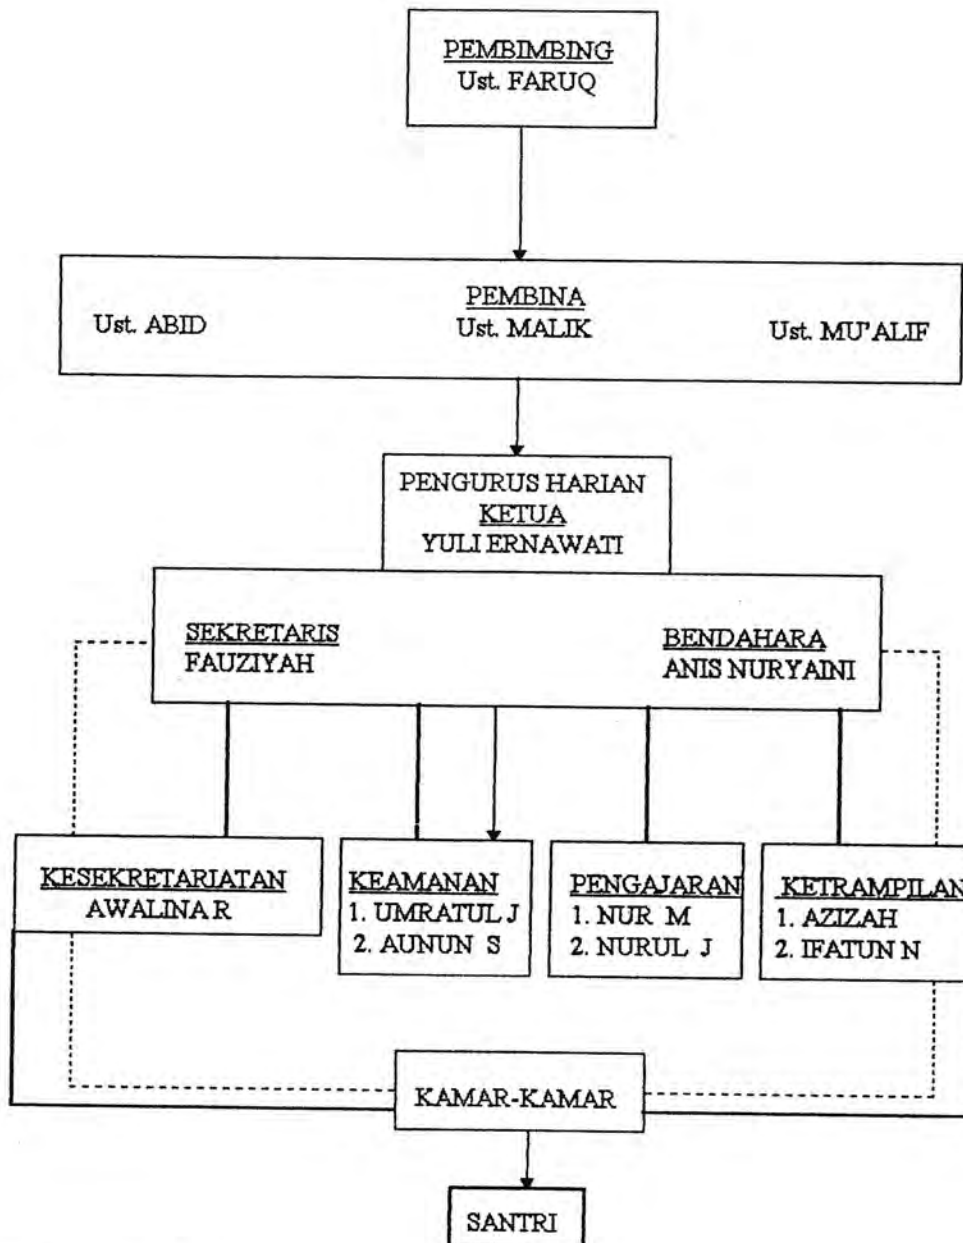 PEMBIMBING
Ust. FARUQ
PEMBINA
Ust. ABID
Ust. MALIK
Ust. MU'ALIF
PENGURUS HARIAN
KETUA
YULI ERNAWATI
SEKRETARIS
FAUZIYAH
BENDAHARA
ANIS NURYAINI
KESEKRETARIATAN
AWALINA R
KEAMANAN
1. UMRATUL J
2. AUNUN S
PENGAJARAN
1. NUR M
2. NURUL J
KETRAMPILAN
1. AZIZAH
2. IFATUN N
KAMAR-KAMAR
SANTRI